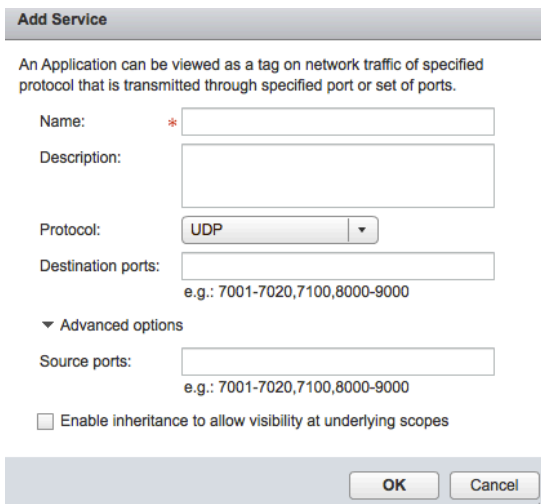 Add Service
An Application can be viewed as a tag on network traffic of specified
protocol that is transmitted through specified port or set of ports.
Name: *
Description:
Protocol: UDP
Destination ports:
e.g.: 7001-7020,7100,8000-9000
Advanced options
Source ports:
e.g.: 7001-7020,7100,8000-9000
Enable inheritance to allow visibility at underlying scopes
OK Cancel